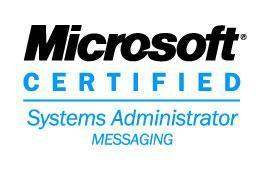 Microsoft®
CERTIFIED
Systems Administrator
MESSAGING